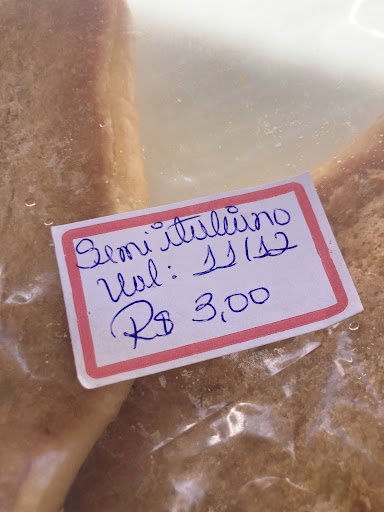 Semi italiano
Val: 11/12
R$ 3,00